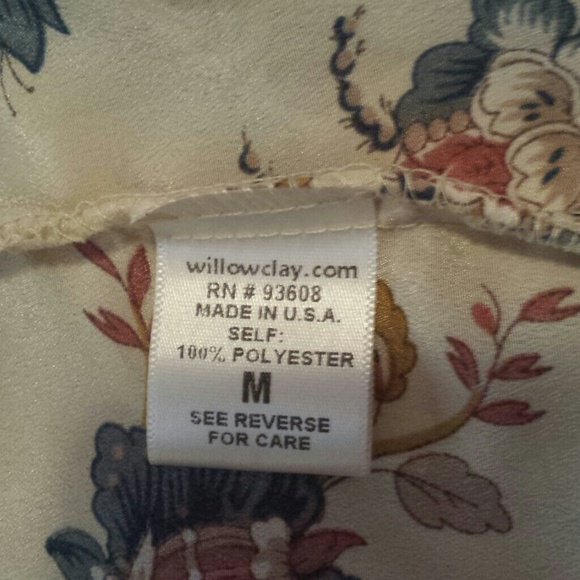 willowclay.com
RN # 93608
MADE IN U.S.A.
SELF:
100% POLYESTER
M
SEE REVERSE
FOR CARE